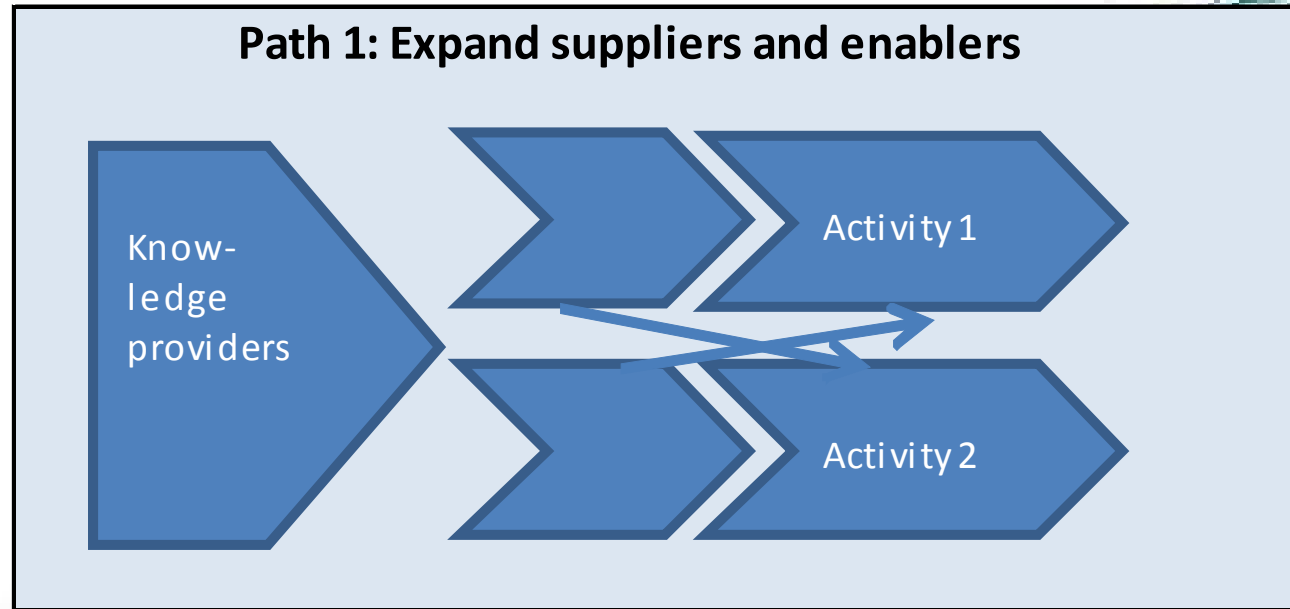 Path 1: Expand suppliers and enablers
Know-
ledge
providers
Activity 1
Activity 2